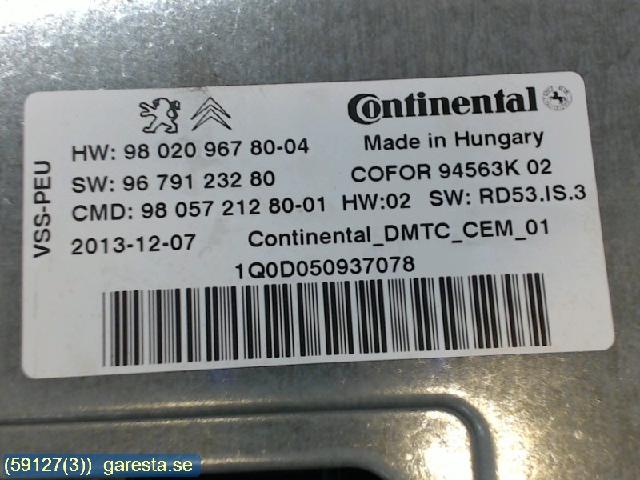 Continental
VSS-PEU
HW: 98 020 967 80-04
Made in Hungary
SW: 96 791 232 80
COFOR 94563K 02
CMD: 98 057 212 80-01 HW:02 SW: RD53.IS.3
2013-12-07 Continental_DMTC_CEM_01
1Q0D050937078
(59127(3)) garesta.se